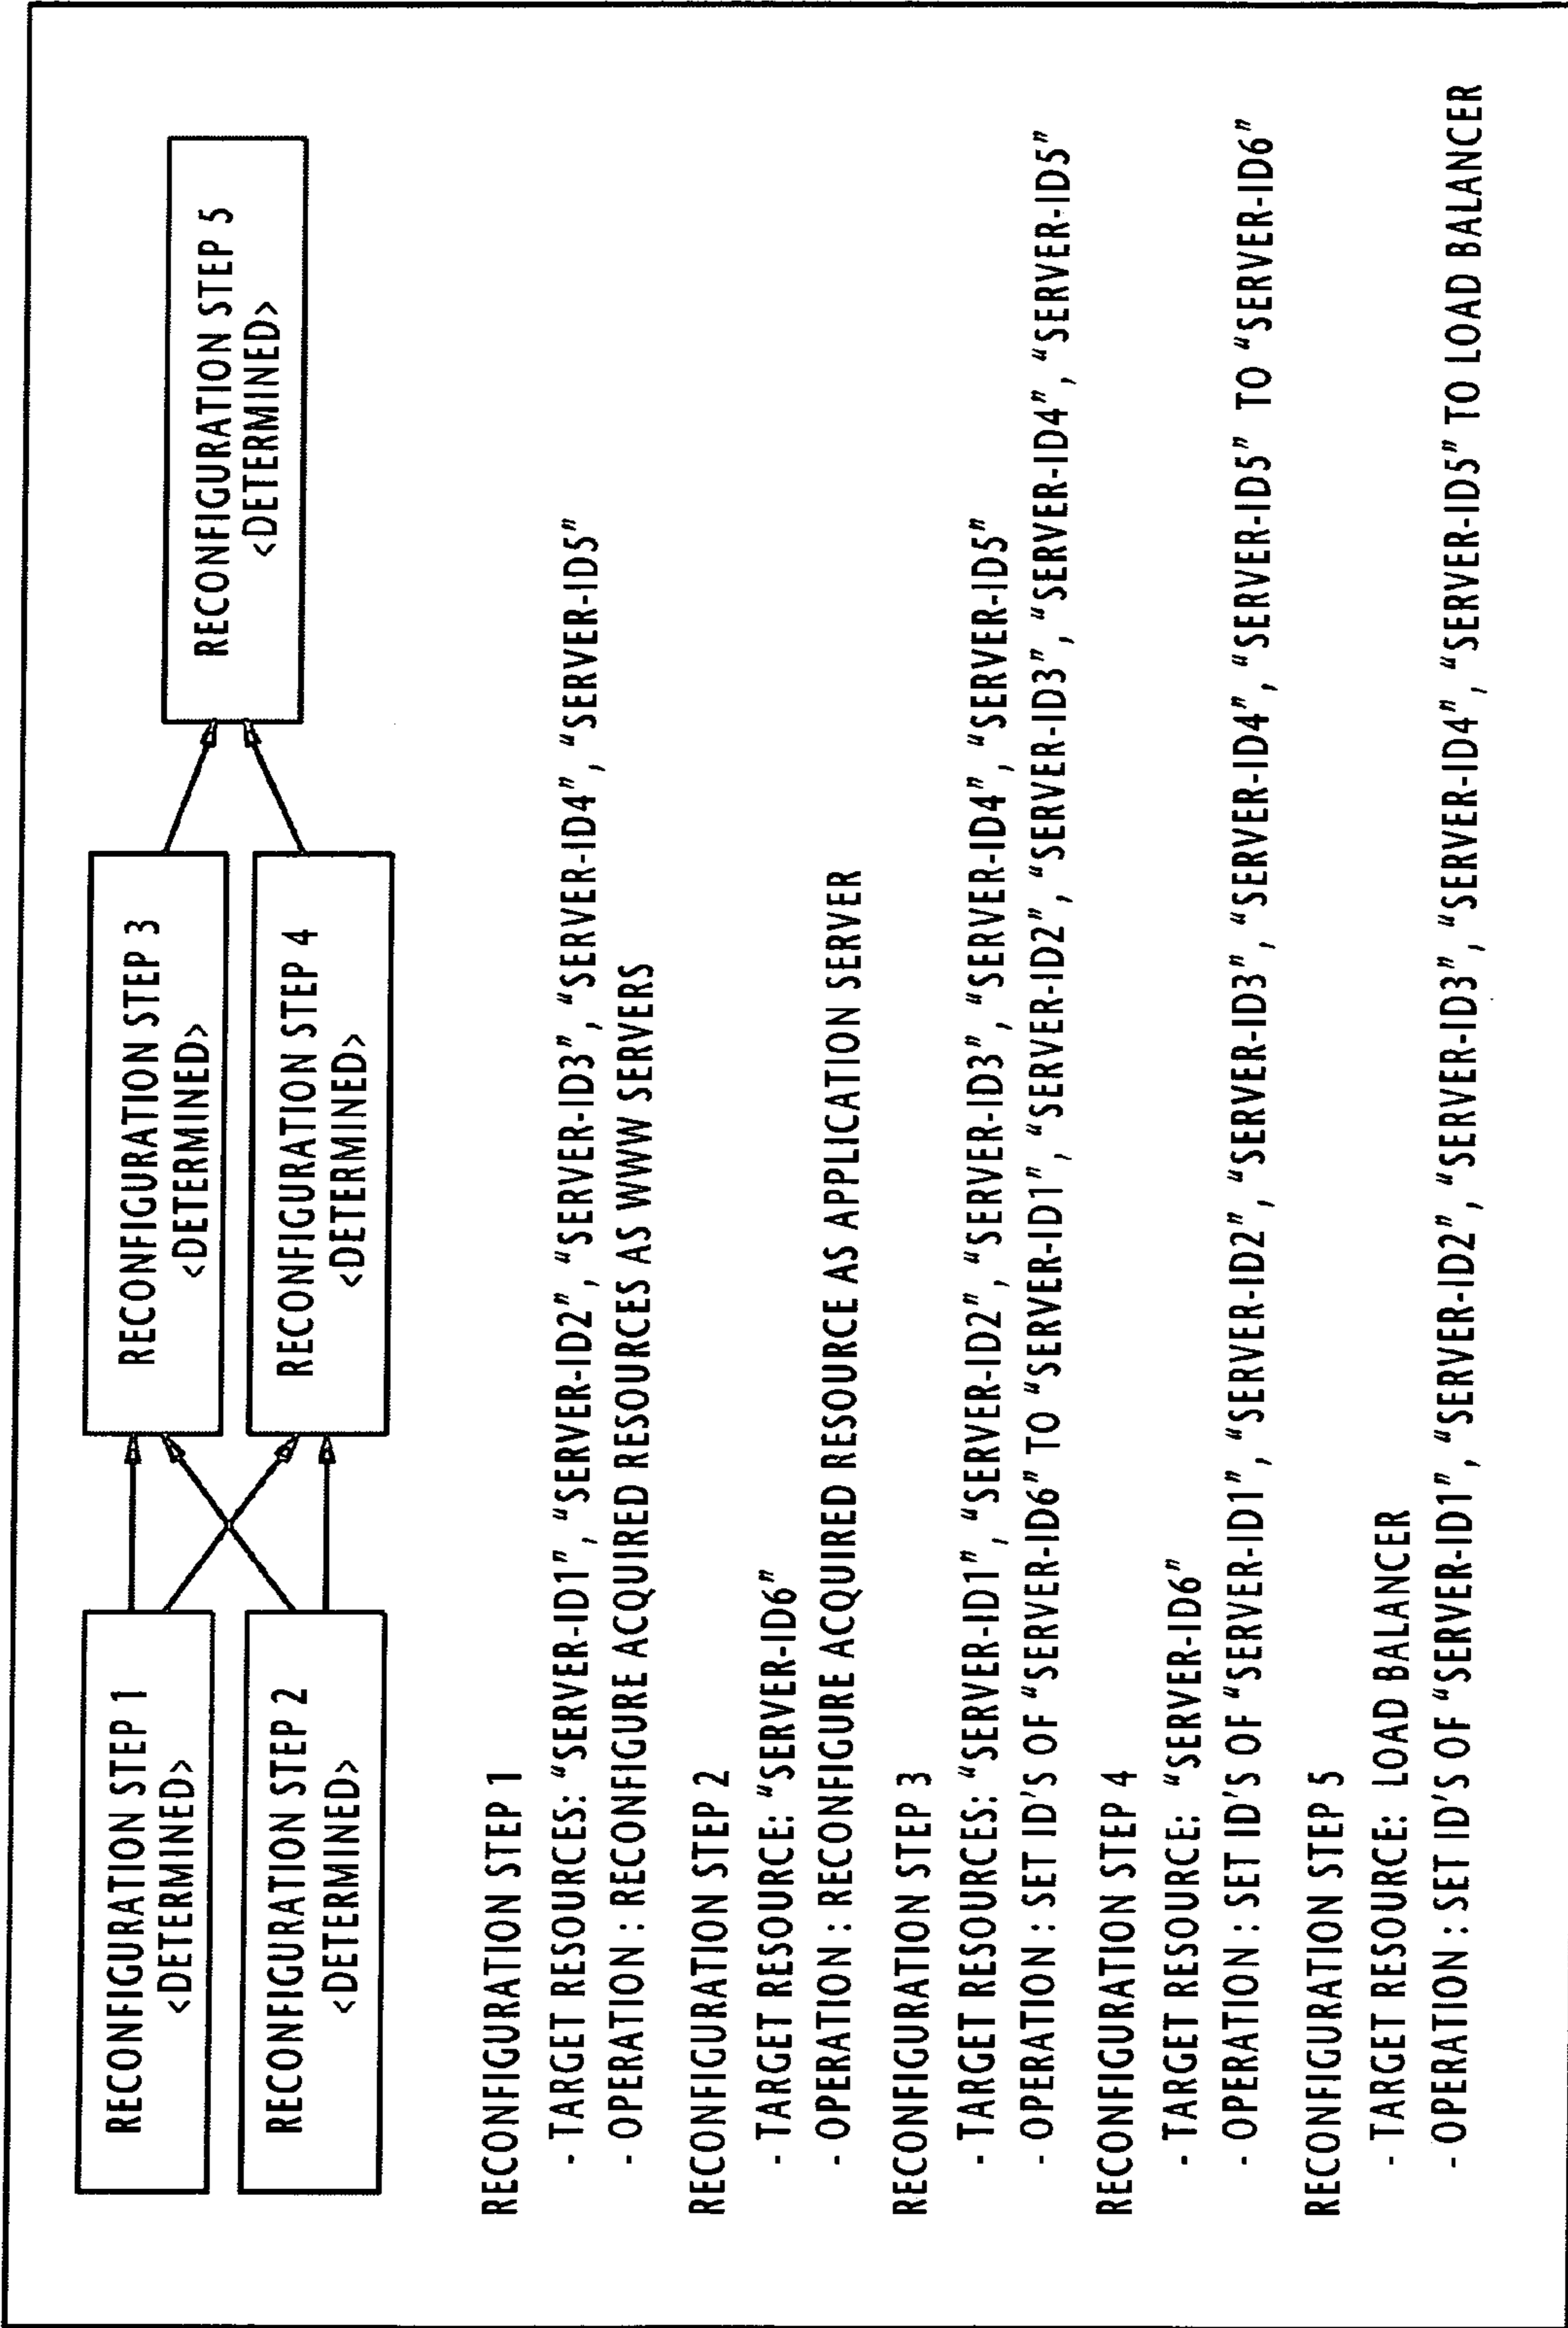 RECONFIGURATION STEP 1
<DETERMINED>
RECONFIGURATION STEP 2
<DETERMINED>
RECONFIGURATION STEP 3
<DETERMINED>
RECONFIGURATION STEP 4
<DETERMINED>
RECONFIGURATION STEP 5
<DETERMINED>
RECONFIGURATION STEP 1
- TARGET RESOURCES: “SERVER-ID1”, “SERVER-ID2”, “SERVER-ID3”, “SERVER-ID4”, “SERVER-ID5”
- OPERATION : RECONFIGURE ACQUIRED RESOURCES AS WWW SERVERS
RECONFIGURATION STEP 2
- TARGET RESOURCE: “SERVER-ID6”
- OPERATION : RECONFIGURE ACQUIRED RESOURCE AS APPLICATION SERVER
RECONFIGURATION STEP 3
- TARGET RESOURCES: “SERVER-ID1”, “SERVER-ID2”, “SERVER-ID3”, “SERVER-ID4”, “SERVER-ID5”
- OPERATION : SET ID’S OF “SERVER-ID6” TO “SERVER-ID1”, “SERVER-ID2”, “SERVER-ID3”, “SERVER-ID4”, “SERVER-ID5”
RECONFIGURATION STEP 4
- TARGET RESOURCE: “SERVER-ID6”
- OPERATION : SET ID’S OF “SERVER-ID1”, “SERVER-ID2”, “SERVER-ID3”, “SERVER-ID4”, “SERVER-ID5” TO “SERVER-ID6”
RECONFIGURATION STEP 5
- TARGET RESOURCE: LOAD BALANCER
- OPERATION : SET ID’S OF “SERVER-ID1”, “SERVER-ID2”, “SERVER-ID3”, “SERVER-ID4”, “SERVER-ID5” TO LOAD BALANCER